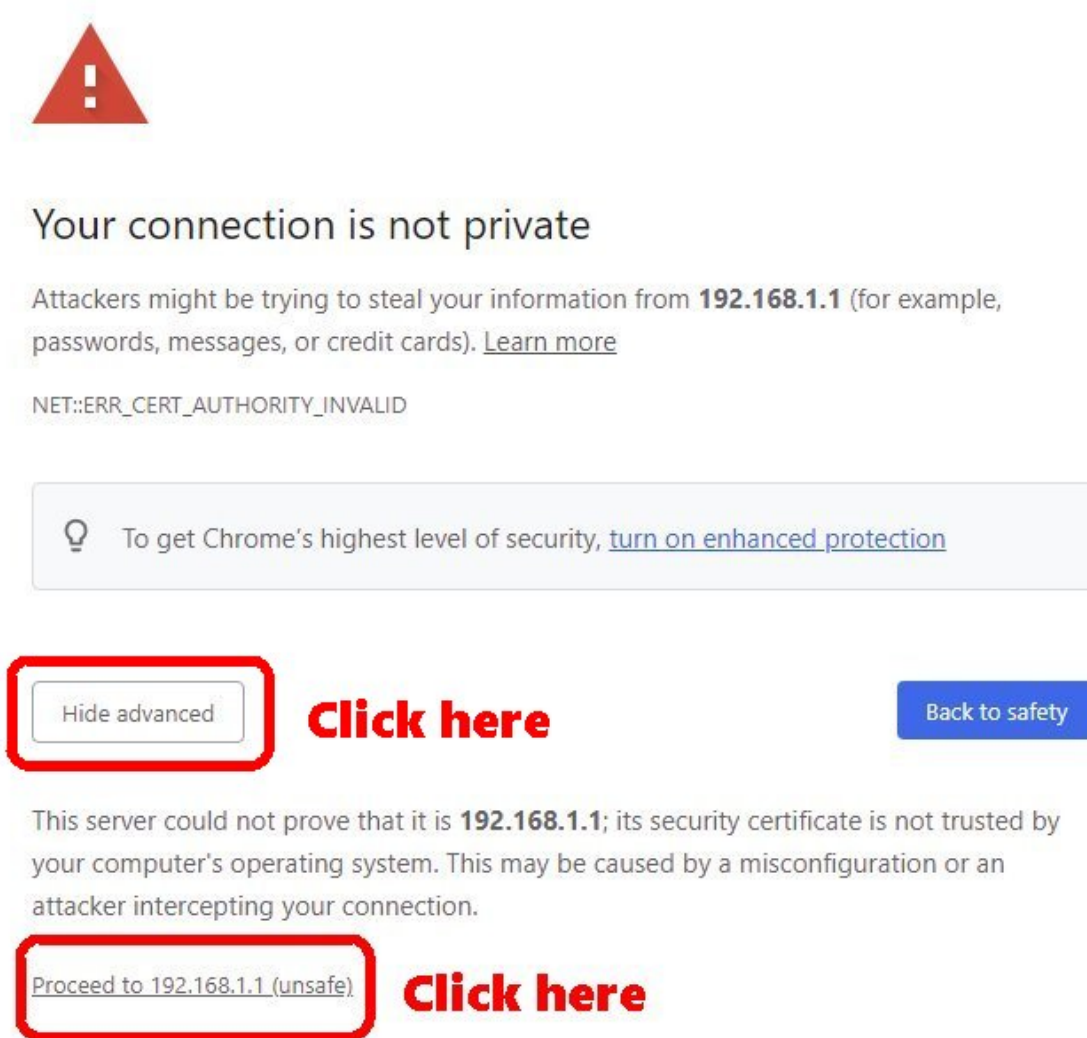 Your connection is not private
Attackers might be trying to steal your information from 192.168.1.1 (for example,
passwords, messages, or credit cards). Learn more
NET::ERR_CERT_AUTHORITY_INVALID
To get Chrome's highest level of security, turn on enhanced protection
Hide advanced Click here Back to safety
This server could not prove that it is 192.168.1.1; its security certificate is not trusted by
your computer's operating system. This may be caused by a misconfiguration or an
attacker intercepting your connection.
Proceed to 192.168.1.1 (unsafe) Click here